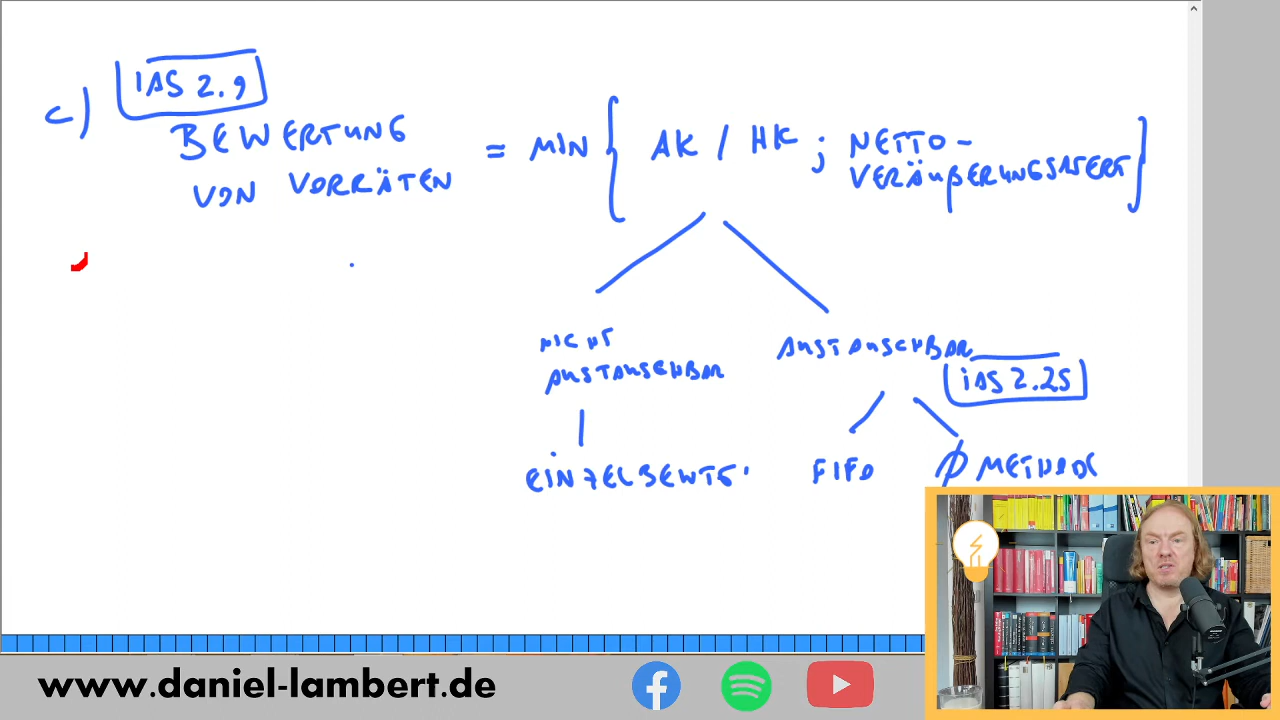 c)
IAS 2.9
BEWERTUNG
VON VORRÄTEN
= MIN { AK / HK ; NETTO-
VERÄUßERUNGSWERT }
NICHT
AUSTAUSCHBAR
AUSTAUSCHBAR
IAS 2.25
EINZELBEWTG.
FIFO
Ø METHODE
www.daniel-lambert.de